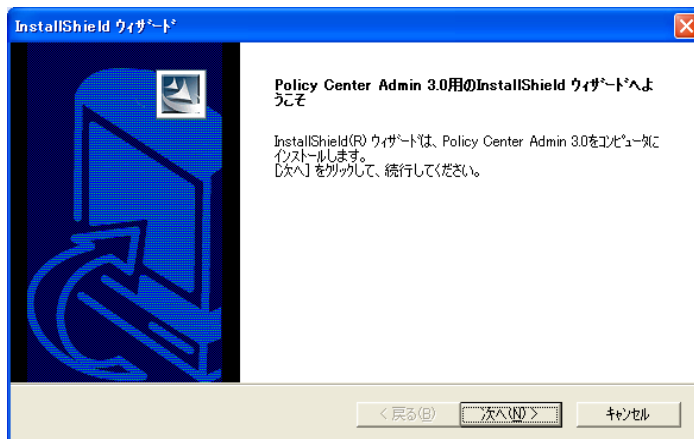 InstallShield ウィザード
Policy Center Admin 3.0用のInstallShield ウィザードへよ
うこそ
InstallShield(R) ウィザードは、Policy Center Admin 3.0をコンピュータに
インストールします。
[次へ] をクリックして、続行してください。
< 戻る(B)
次へ(N) >
キャンセル